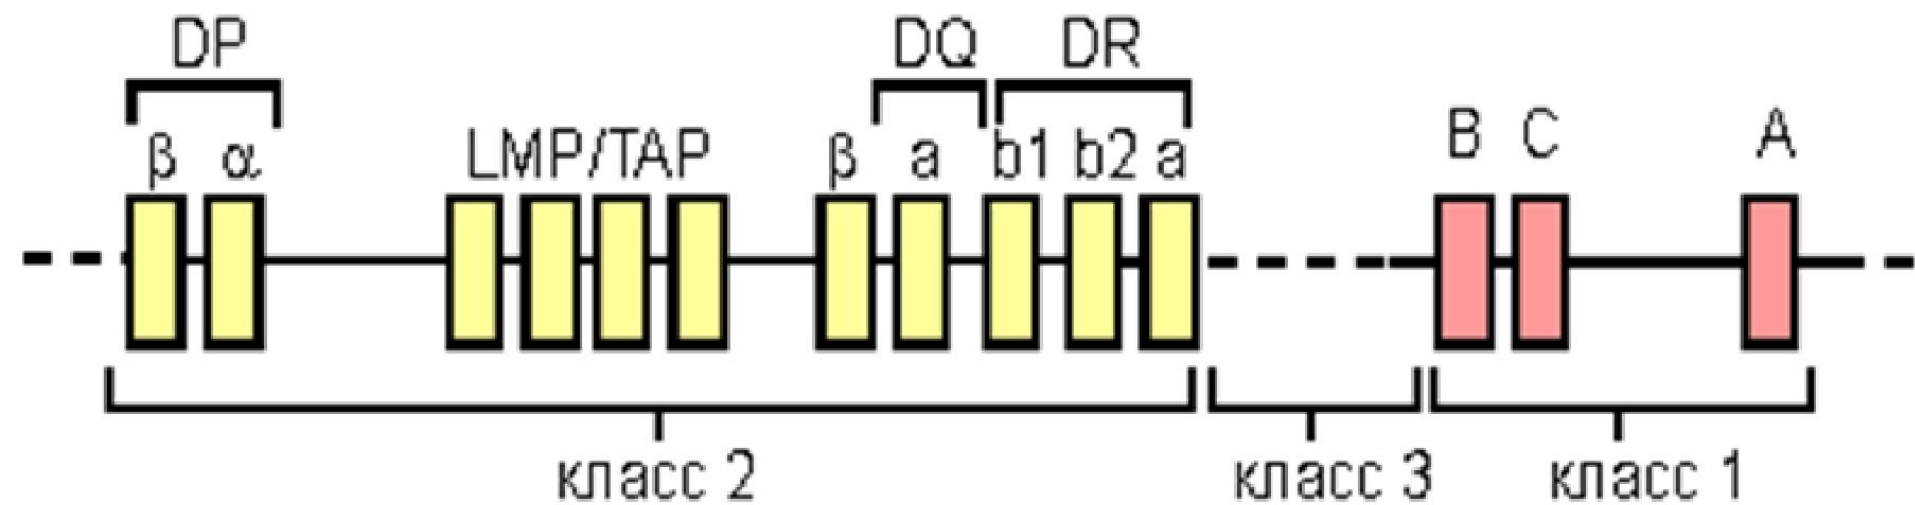 DP DQ DR
β α LMP/TAP β a b1 b2 a B C A
класс 2 класс 3 класс 1